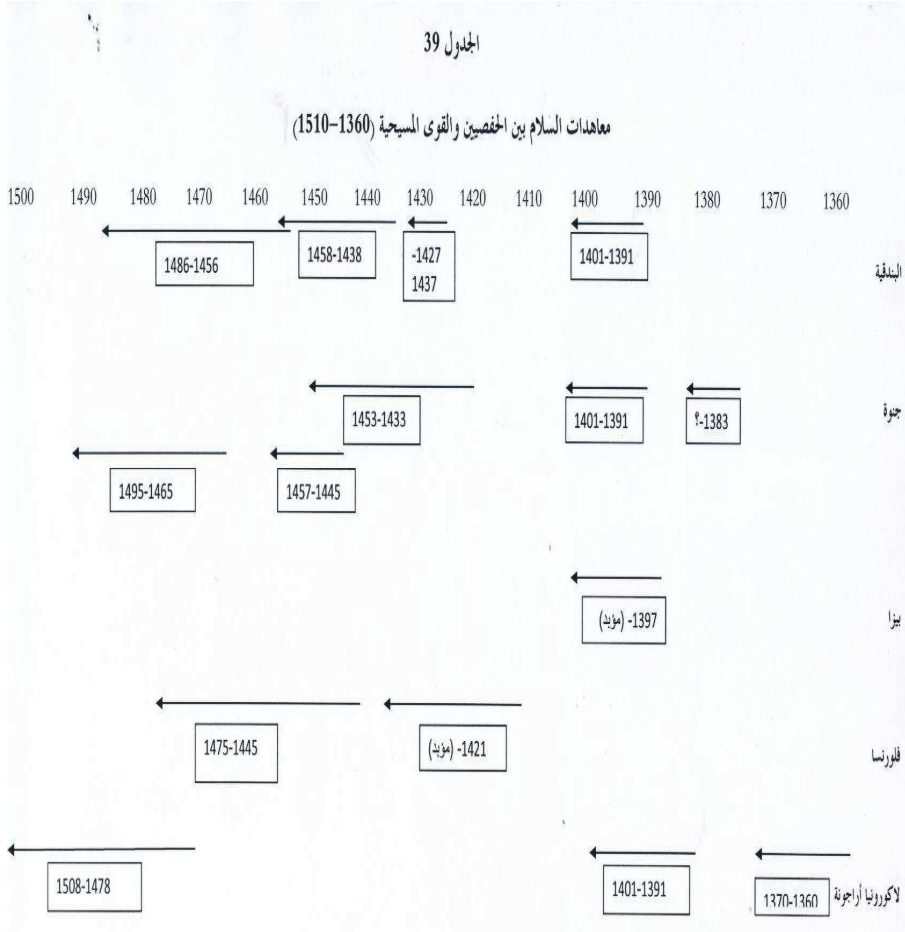 الجدول 39
معاهدات السلام بين الحفصيين والقوى المسيحية (1360-1510)
1360 1370 1380 1390 1400 1410 1420 1430 1440 1450 1460 1470 1480 1490 1500
البندقية
1401-1391
1427-
1437
1458-1438
1486-1456
جنوة
1383-؟
1401-1391
1453-1433
1457-1445
1495-1465
بيزا
1397- (مؤبد)
فلورنسا
1421- (مؤبد)
1475-1445
لاكورونيا أراجونة
1370-1360
1401-1391
1508-1478